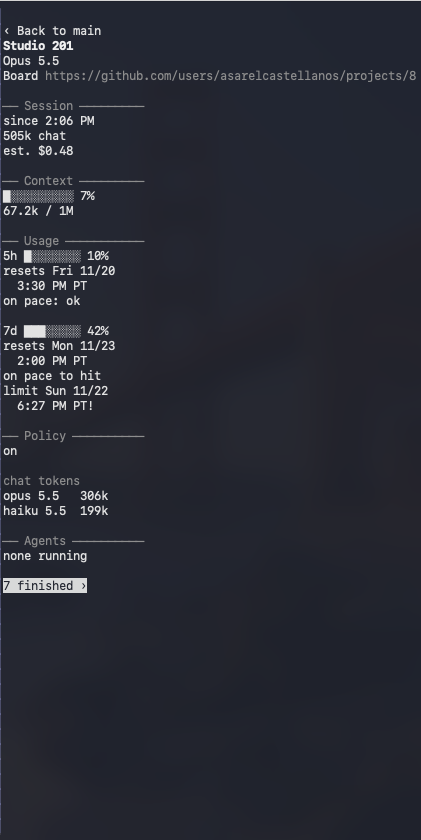 ‹ Back to main
Studio 201
Opus 5.5
Board https://github.com/users/asarelcastellanos/projects/8
── Session ──────────
since 2:06 PM
505k chat
est. $0.48
── Context ──────────
█░░░░░░░░░ 7%
67.2k / 1M
── Usage ──────────
5h █░░░░░░░ 10%
resets Fri 11/20
3:30 PM PT
on pace: ok
7d ███░░░░░ 42%
resets Mon 11/23
2:00 PM PT
on pace to hit
limit Sun 11/22
6:27 PM PT!
── Policy ──────────
on
chat tokens
opus 5.5 306k
haiku 5.5 199k
── Agents ──────────
none running
7 finished ›